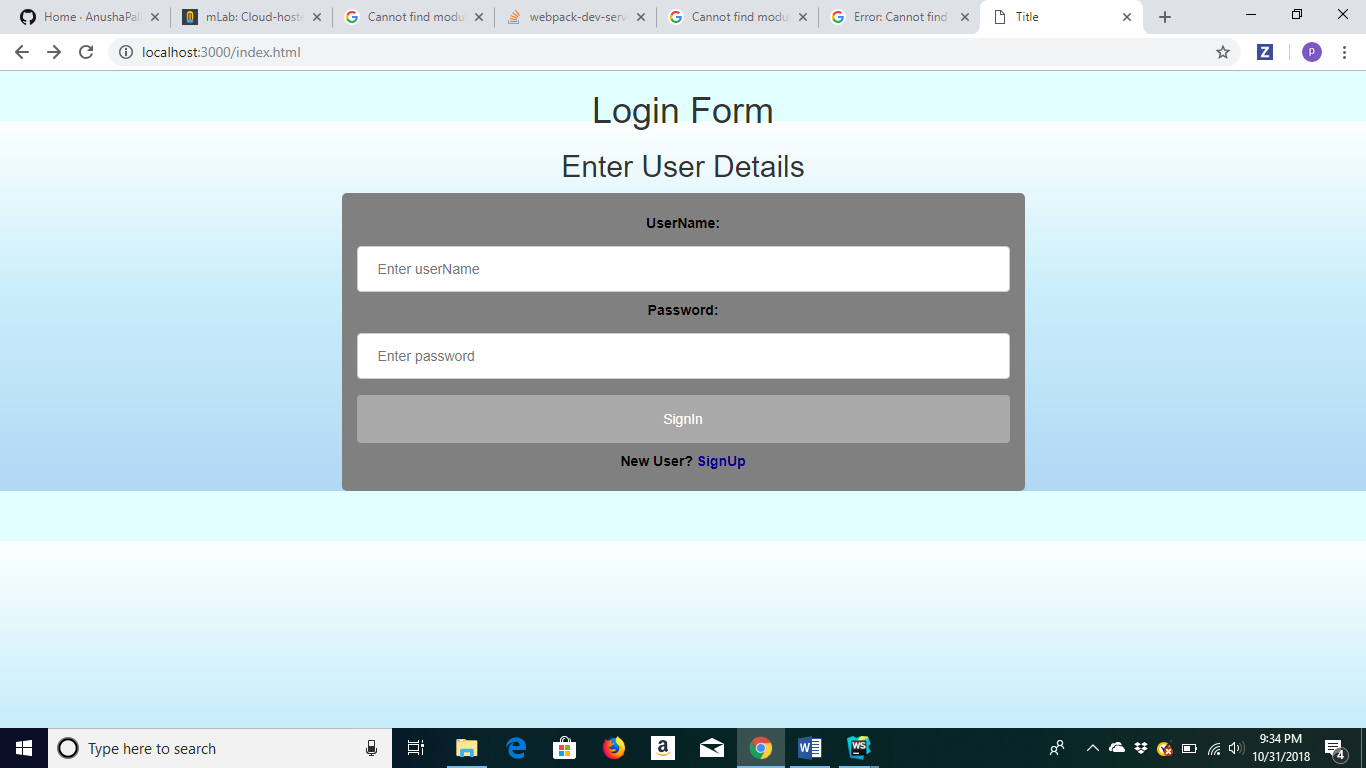 Home · AnushaPal
mLab: Cloud-hoste
Cannot find modu
webpack-dev-serv
Cannot find modu
Error: Cannot find
Title
localhost:3000/index.html
Z
p
Login Form
Enter User Details
UserName:
Enter userName
Password:
Enter password
SignIn
New User? SignUp
Type here to search
a
W
WS
9:34 PM
10/31/2018
4